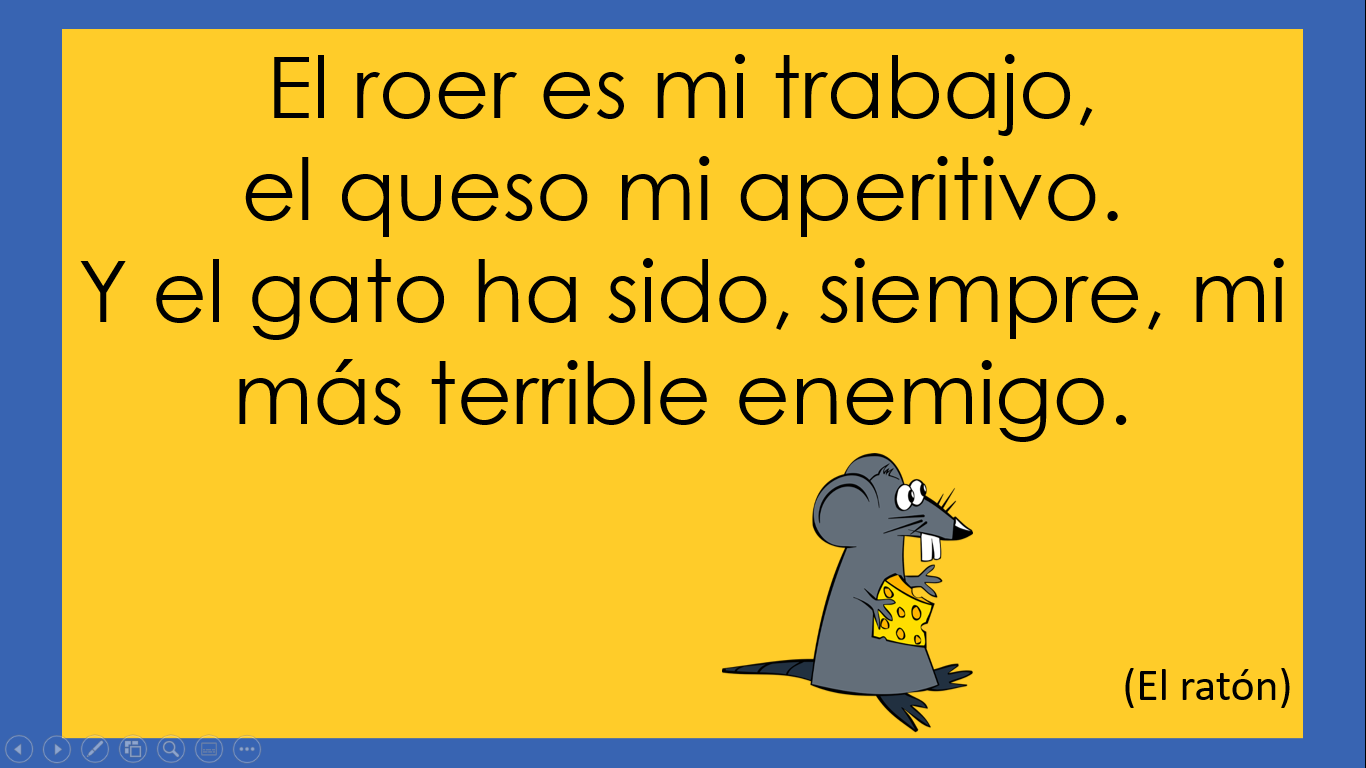 El roer es mi trabajo,
el queso mi aperitivo.
Y el gato ha sido, siempre, mi
más terrible enemigo.
(El ratón)